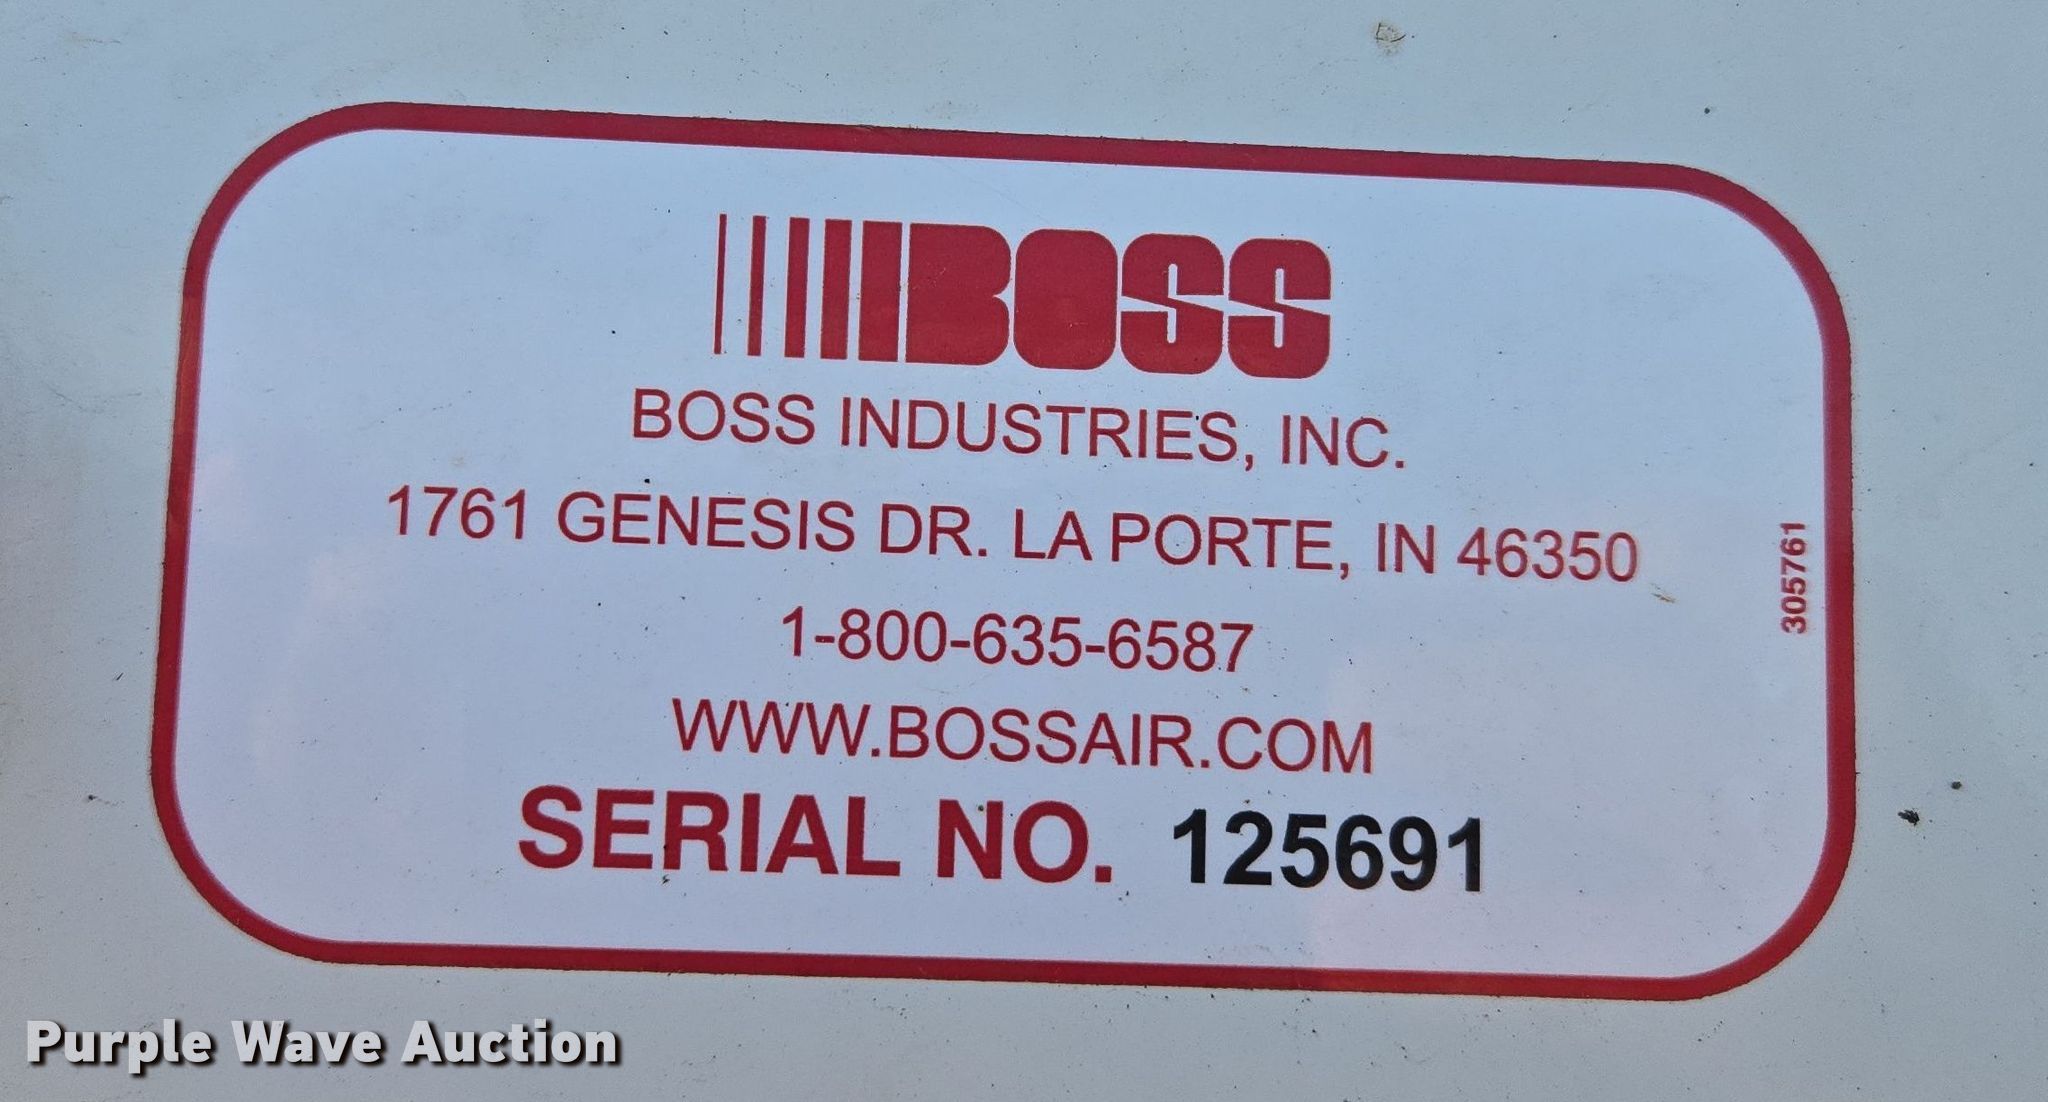 BOSS
BOSS INDUSTRIES, INC.
1761 GENESIS DR. LA PORTE, IN 46350
1-800-635-6587
WWW.BOSSAIR.COM
SERIAL NO. 125691
305761
Purple Wave Auction